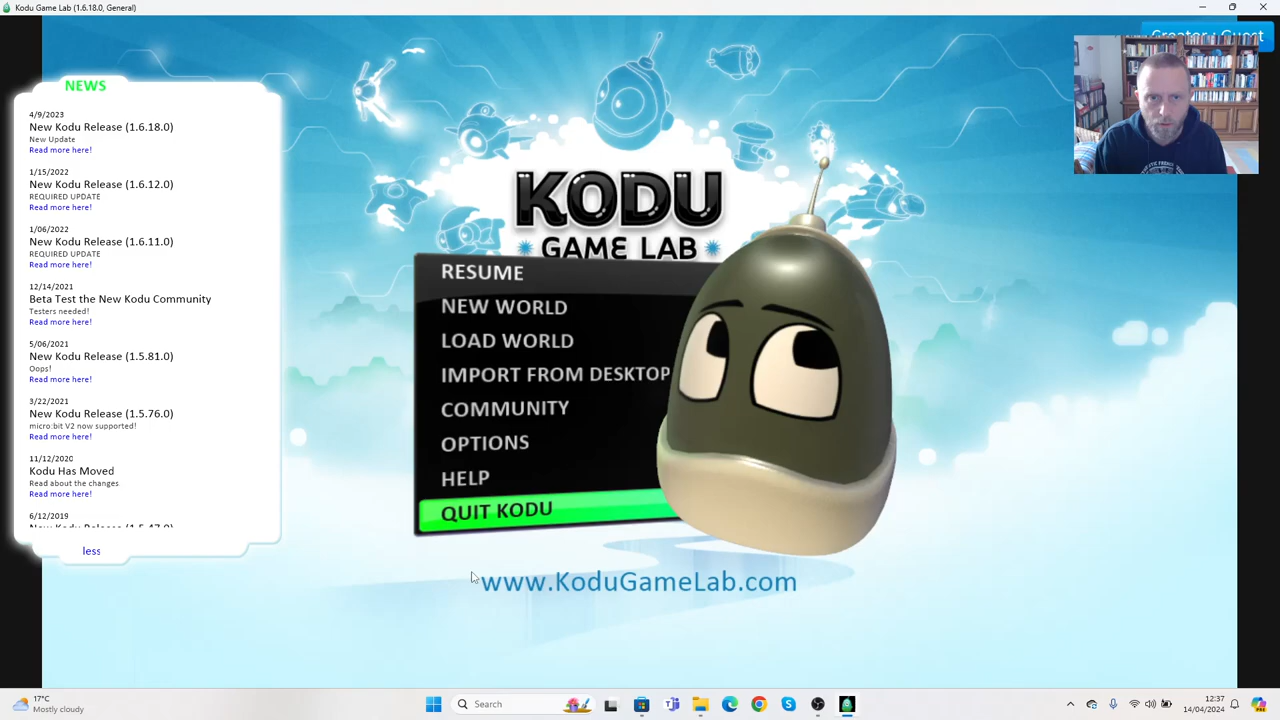 Kodu Game Lab (1.6.18.0, General)
NEWS
4/9/2023
New Kodu Release (1.6.18.0)
New Update
Read more here!
1/15/2022
New Kodu Release (1.6.12.0)
REQUIRED UPDATE
Read more here!
1/06/2022
New Kodu Release (1.6.11.0)
REQUIRED UPDATE
Read more here!
12/14/2021
Beta Test the New Kodu Community
Testers needed!
Read more here!
5/06/2021
New Kodu Release (1.5.81.0)
Oops!
Read more here!
3/22/2021
New Kodu Release (1.5.76.0)
micro:bit V2 now supported!
Read more here!
11/12/2020
Kodu Has Moved
Read about the changes
Read more here!
6/12/2019
New Kodu Release (1.5.47.0)
less
KODU
GAME LAB
RESUME
NEW WORLD
LOAD WORLD
IMPORT FROM DESKTOP
COMMUNITY
OPTIONS
HELP
QUIT KODU
www.KoduGameLab.com
17°C
Mostly cloudy
Search
12:37
14/04/2024